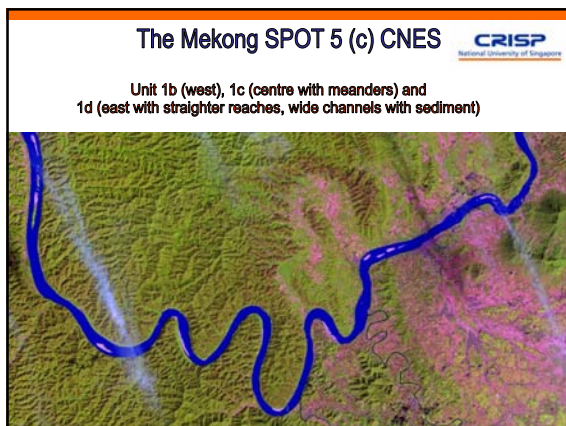 The Mekong SPOT 5 (c) CNES
CRISP
National University of Singapore
Unit 1b (west), 1c (centre with meanders) and
1d (east with straighter reaches, wide channels with sediment)